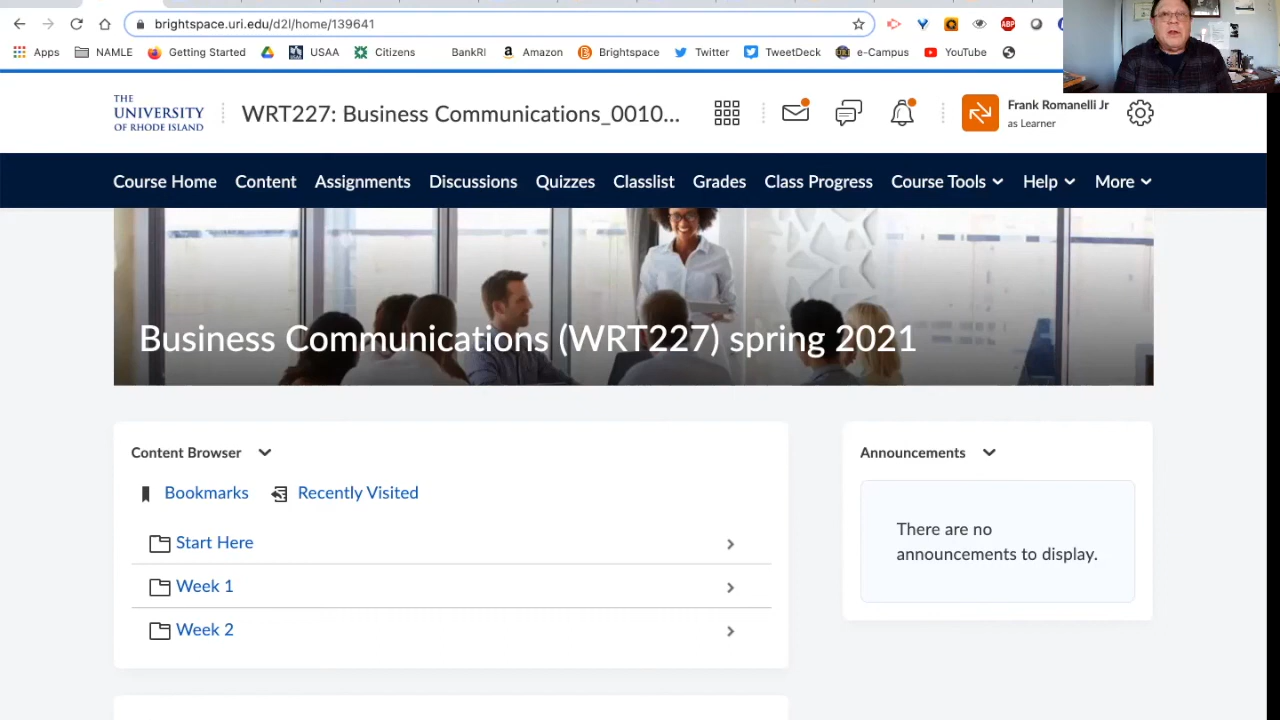 brightspace.uri.edu/d2l/home/139641
ABP
Apps NAMLE Getting Started USAA Citizens BankRI Amazon Brightspace Twitter TweetDeck e-Campus YouTube
THE
UNIVERSITY
OF RHODE ISLAND
WRT227: Business Communications_0010...
Frank Romanelli Jr
as Learner
Course Home Content Assignments Discussions Quizzes Classlist Grades Class Progress Course Tools Help More
Business Communications (WRT227) spring 2021
Content Browser
Bookmarks Recently Visited
Start Here
Week 1
Week 2
Announcements
There are no
announcements to display.